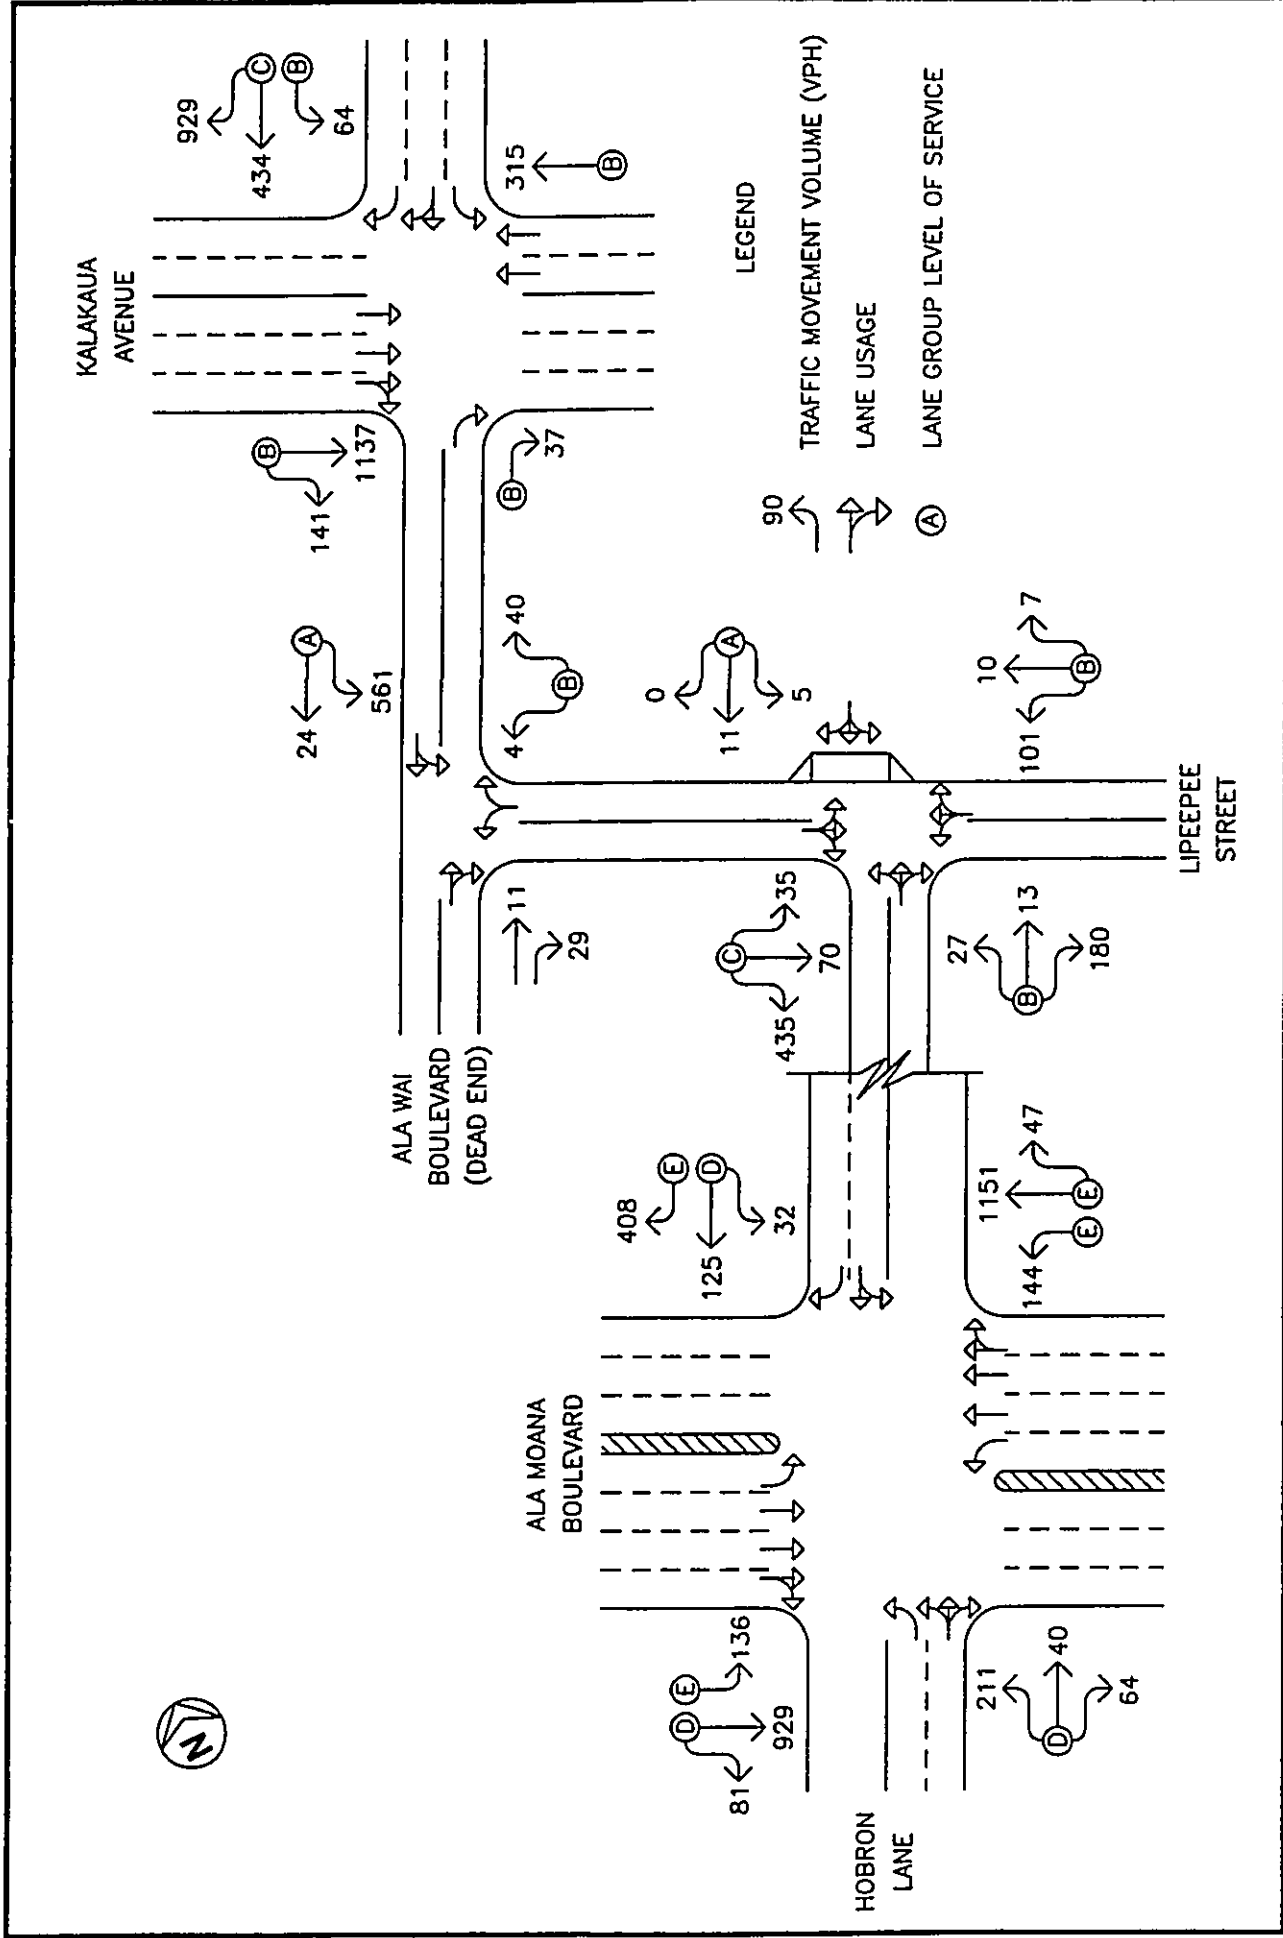 KALAKAUA
AVENUE
929
C
B
434
64
315
B
B
1137
141
B
37
A
24
561
ALA WAI
BOULEVARD
(DEAD END)
4
40
B
11
29
0
11
5
A
C
35
70
435
10
7
101
B
LIPEEPEE
STREET
27
13
B
180
LEGEND
90
TRAFFIC MOVEMENT VOLUME (VPH)
LANE USAGE
A
LANE GROUP LEVEL OF SERVICE
408
E
D
125
32
1151
47
144
E
E
ALA MOANA
BOULEVARD
E
D
136
929
81
211
40
D
64
HOBRON
LANE
N